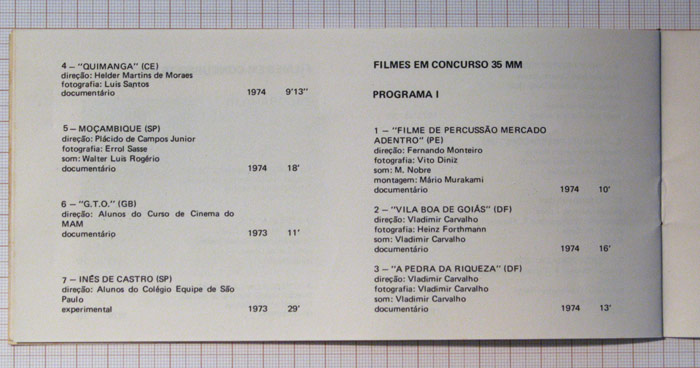 4 — "QUIMANGA" (CE)
direção: Helder Martins de Moraes
fotografia: Luis Santos
documentário 1974 9'13"
5 — MOÇAMBIQUE (SP)
direção: Plácido de Campos Junior
fotografia: Errol Sasse
som: Walter Luis Rogério
documentário 1974 18'
6 — "G.T.O." (GB)
direção: Alunos do Curso de Cinema do
MAM
documentário 1973 11'
7 — INÊS DE CASTRO (SP)
direção: Alunos do Colégio Equipe de São
Paulo
experimental 1973 29'
FILMES EM CONCURSO 35 MM
PROGRAMA I
1 — "FILME DE PERCUSSÃO MERCADO
ADENTRO" (PE)
direção: Fernando Monteiro
fotografia: Vito Diniz
som: M. Nobre
montagem: Mário Murakami
documentário 1974 10'
2 — "VILA BOA DE GOIÁS" (DF)
direção: Vladimir Carvalho
fotografia: Heinz Forthmann
som: Vladimir Carvalho
documentário 1974 16'
3 — "A PEDRA DA RIQUEZA" (DF)
direção: Vladimir Carvalho
fotografia: Vladimir Carvalho
som: Vladimir Carvalho
documentário 1974 13'